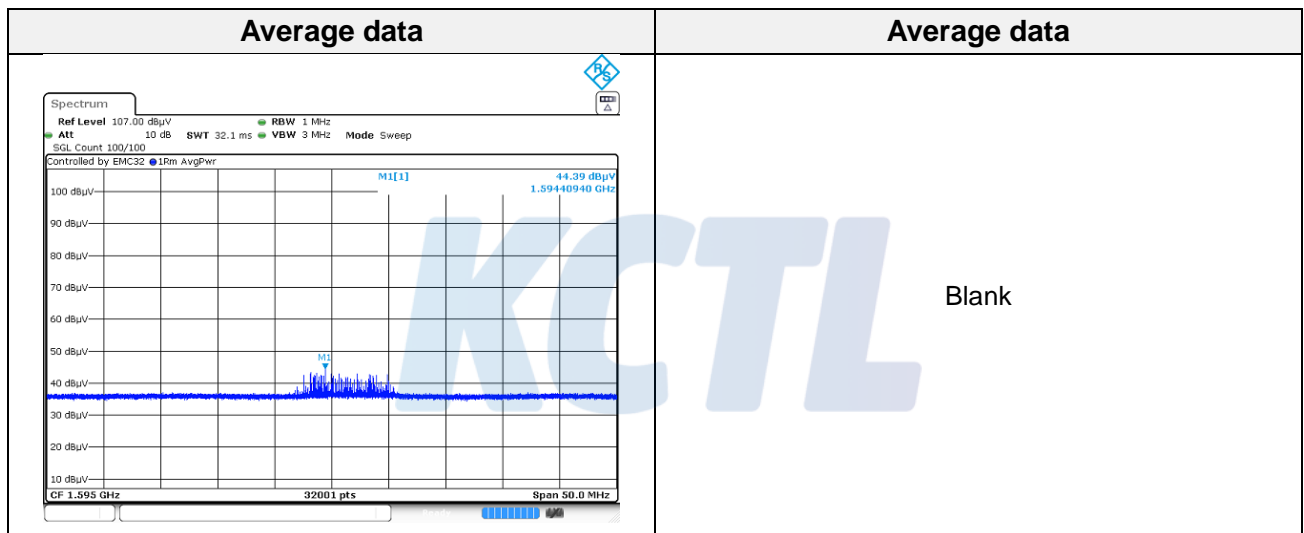 Average data
Average data
R&S
Spectrum
Ref Level 107.00 dBµV RBW 1 MHz
Att 10 dB SWT 32.1 ms VBW 3 MHz Mode Sweep
SGL Count 100/100
Controlled by EMC32 1Rm AvgPwr
M1[1] 44.39 dBµV
1.59440940 GHz
100 dBµV
90 dBµV
80 dBµV
70 dBµV
60 dBµV
50 dBµV
M1
40 dBµV
30 dBµV
20 dBµV
10 dBµV
CF 1.595 GHz 32001 pts Span 50.0 MHz
Blank
KCTL